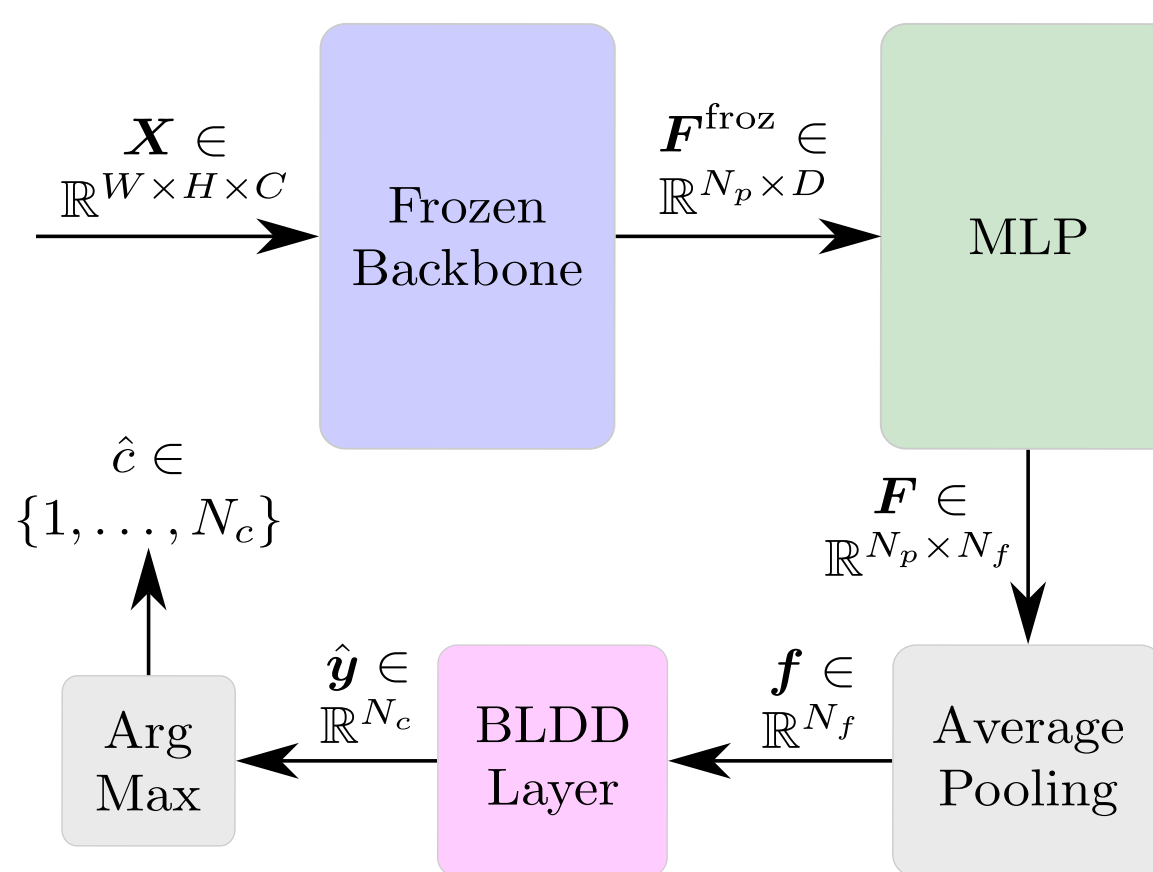 X ∈
ℝ^{W×H×C}
Frozen
Backbone
F^{froz} ∈
ℝ^{N_p×D}
MLP
F ∈
ℝ^{N_p×N_f}
Average
Pooling
f ∈
ℝ^{N_f}
BLDD
Layer
ŷ ∈
ℝ^{N_c}
Arg
Max
ĉ ∈
{1, . . . , N_c}